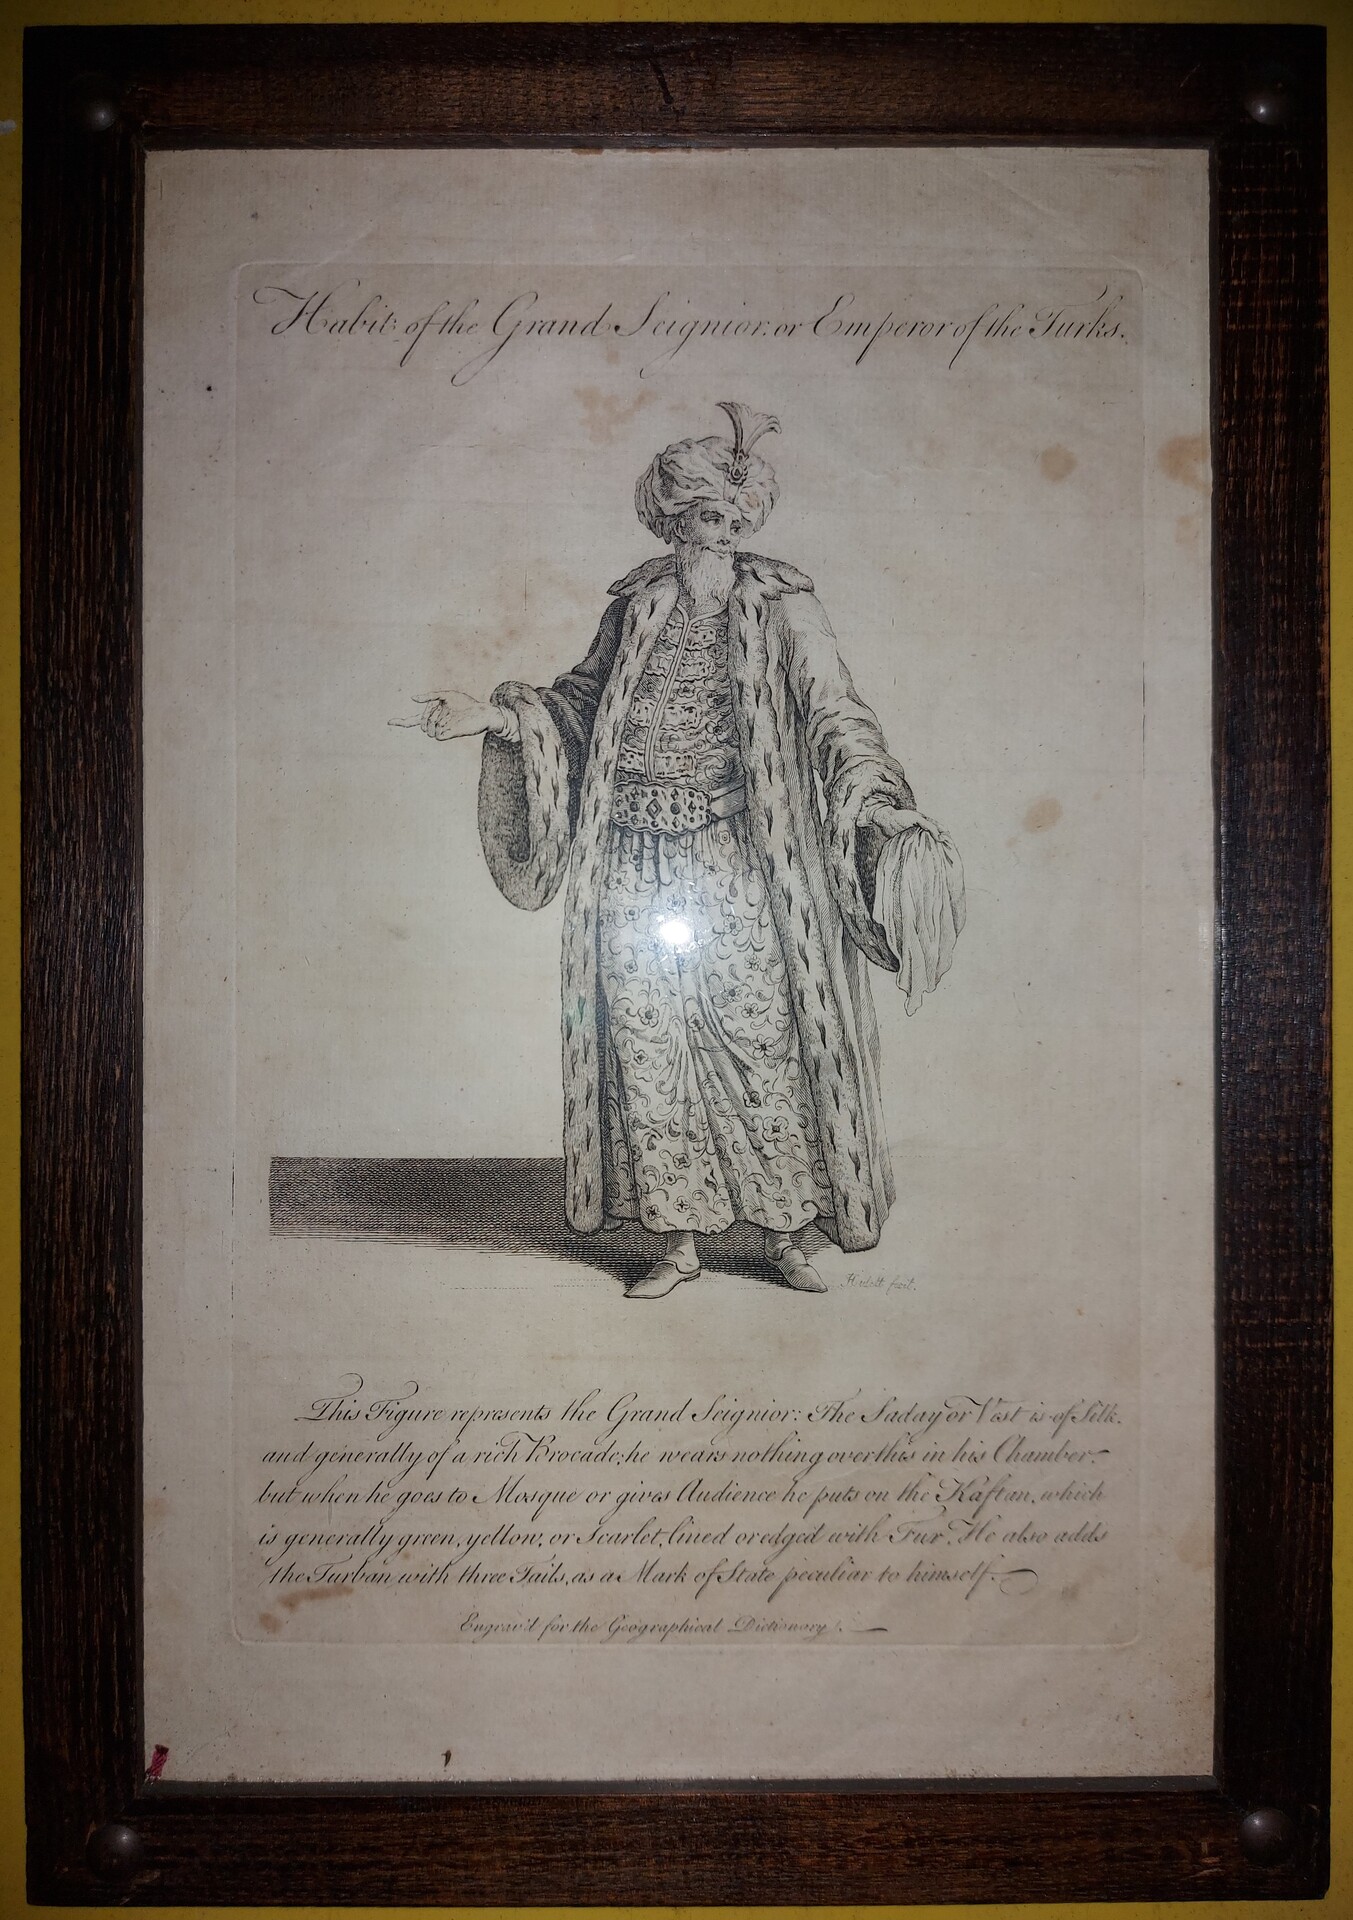 Habit of the Grand Seignior: or Emperor of the Turks.
fecit.
This Figure represents the Grand Seignior: The Saday or Vest is of Silk.
and generally of a rich Brocade; he wears nothing over this in his Chamber.
but when he goes to Mosque or gives Audience he puts on the Kaftan, which
is generally green, yellow, or Scarlet, lined or edged with Fur. He also adds
the Turban with three Tails, as a Mark of State peculiar to himself.
Engrav'd for the Geographical Dictionary.